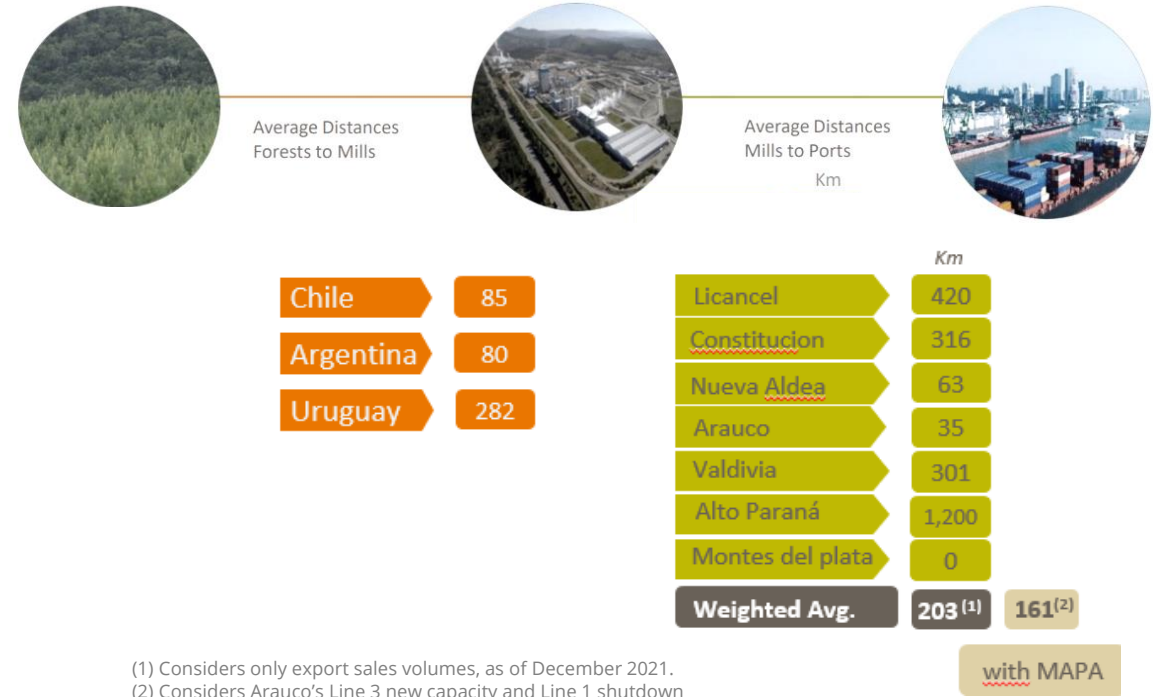 Average Distances
Forests to Mills
Average Distances
Mills to Ports
Km
Chile 85
Argentina 80
Uruguay 282
Km
Licancel 420
Constitucion 316
Nueva Aldea 63
Arauco 35
Valdivia 301
Alto Paraná 1,200
Montes del plata 0
Weighted Avg. 203 (1) 161(2)
with MAPA
(1) Considers only export sales volumes, as of December 2021.
(2) Considers Arauco's Line 3 new capacity and Line 1 shutdown